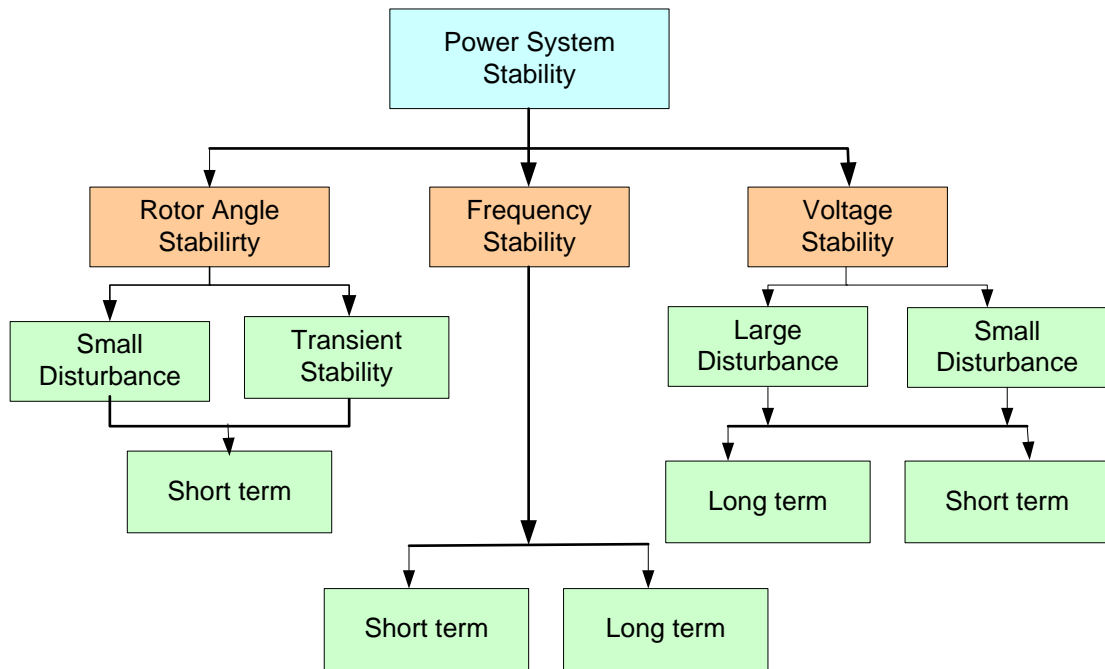 Power System
Stability
Rotor Angle
Stabilirty
Frequency
Stability
Voltage
Stability
Small
Disturbance
Transient
Stability
Large
Disturbance
Small
Disturbance
Short term
Long term
Short term
Short term
Long term